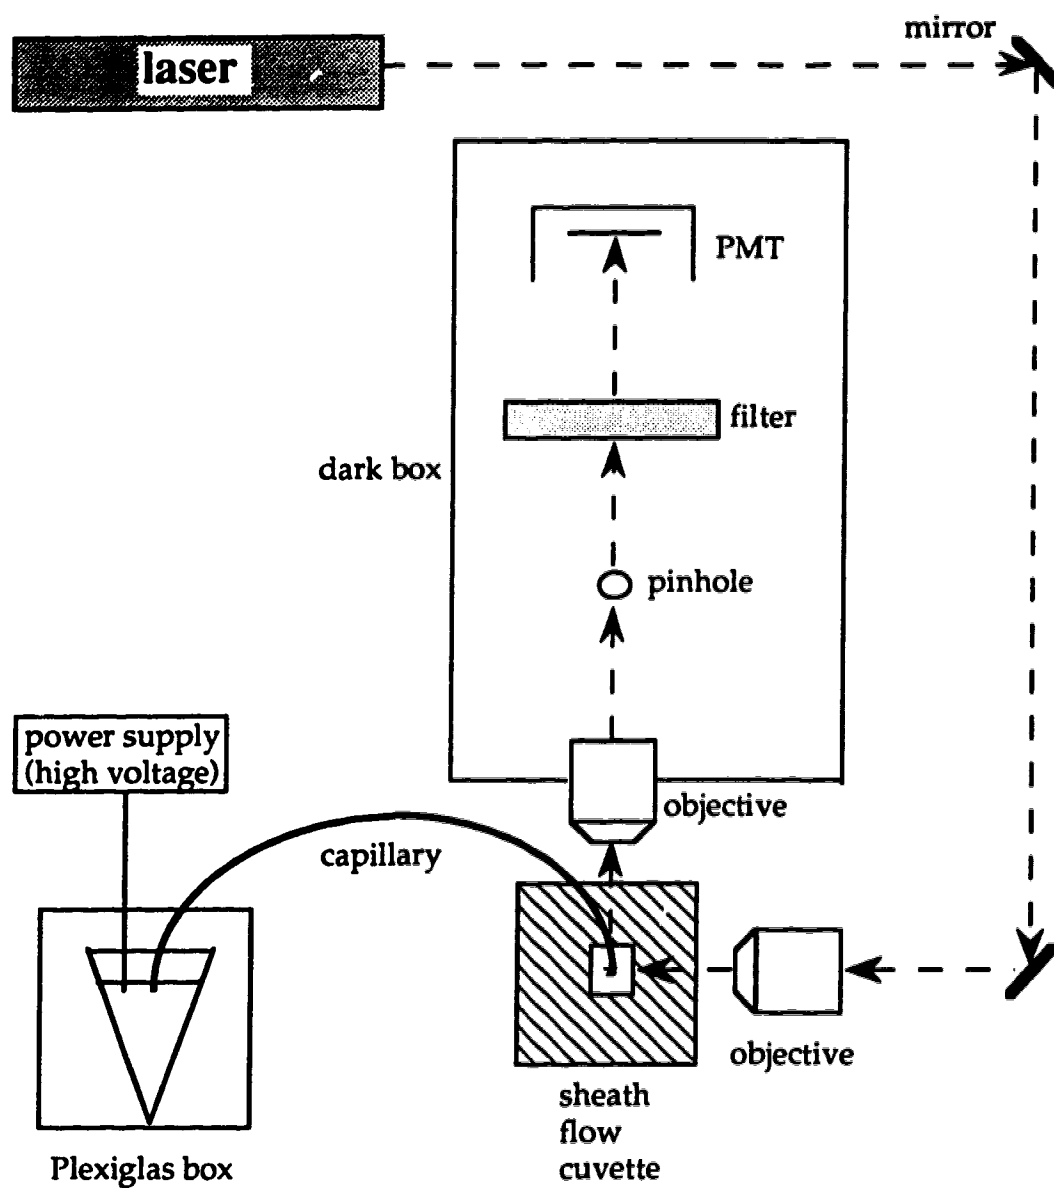 mirror
laser
PMT
filter
dark box
pinhole
power supply
(high voltage)
objective
capillary
objective
sheath
flow
cuvette
Plexiglas box